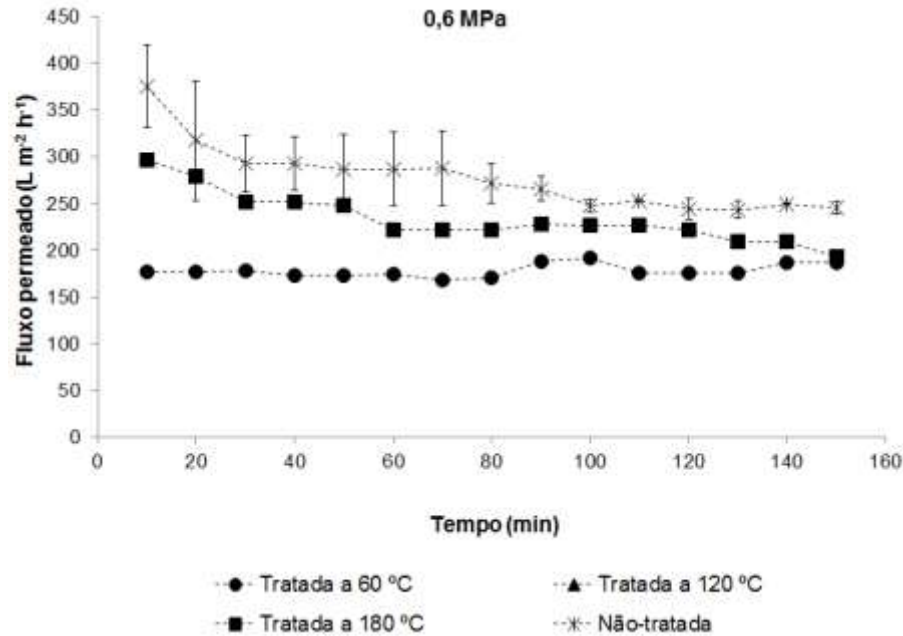 0,6 MPa
450
400
350
300
250
200
150
100
50
0
Fluxo permeado (L m⁻² h⁻¹)
0 20 40 60 80 100 120 140 160
Tempo (min)
Tratada a 60 ºC Tratada a 120 ºC
Tratada a 180 ºC Não-tratada